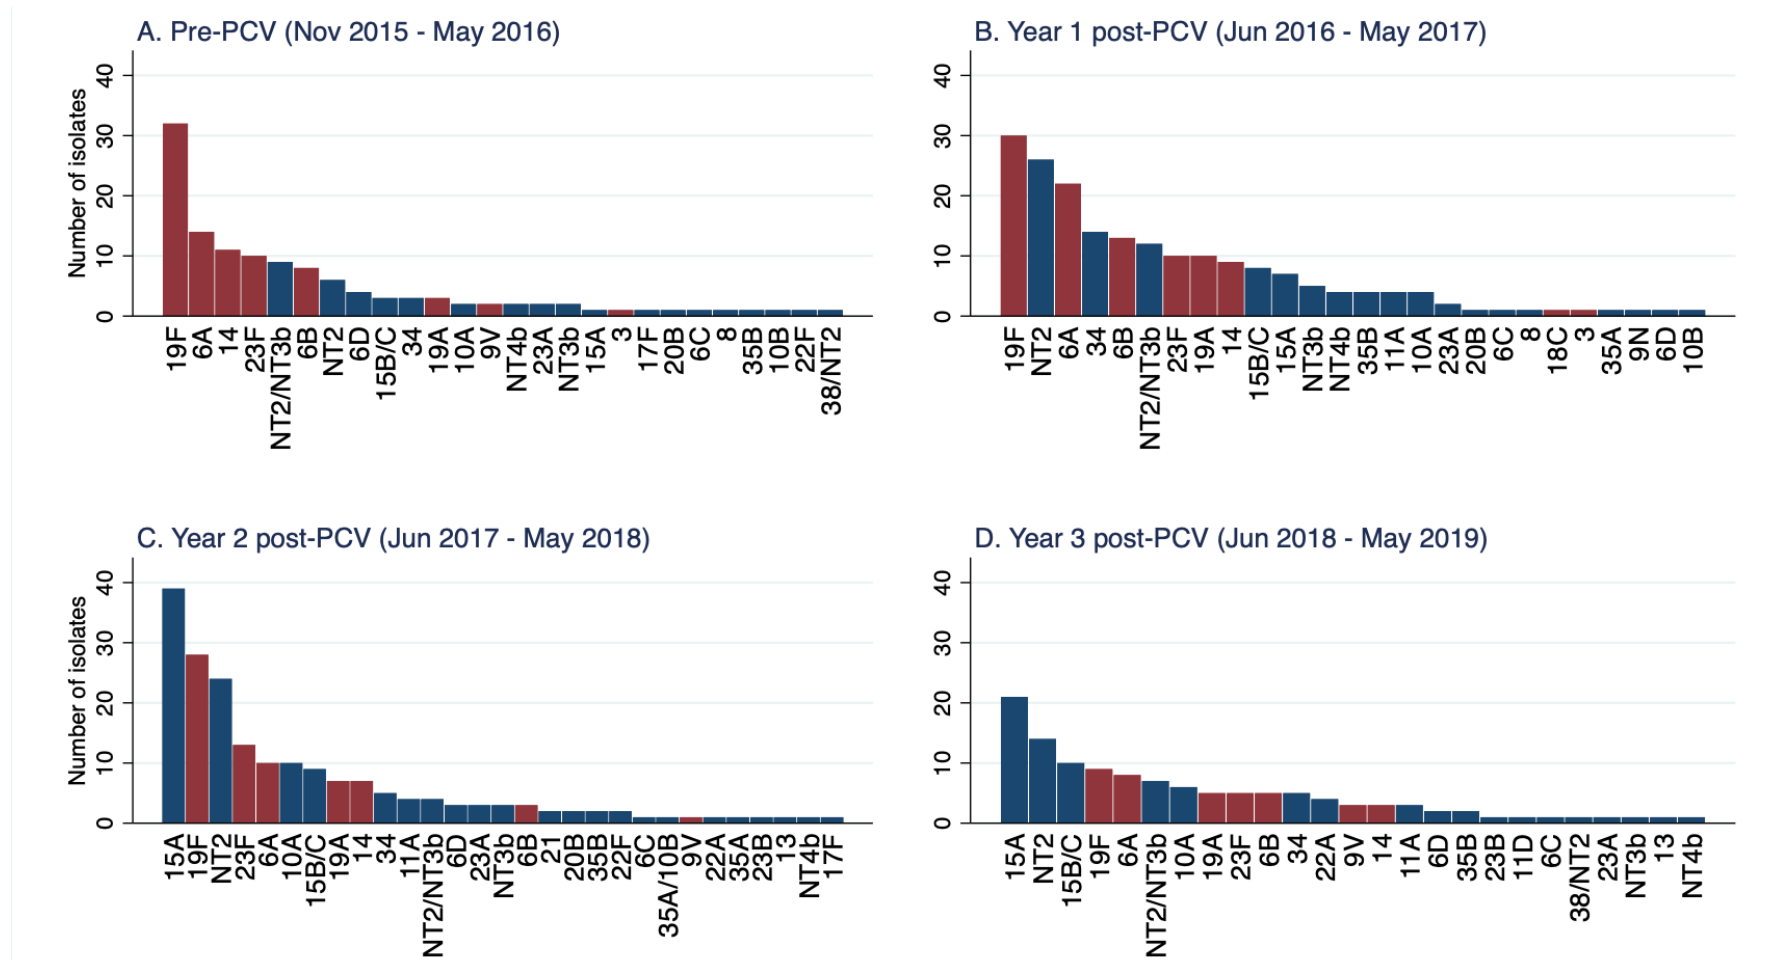 A. Pre-PCV (Nov 2015 - May 2016)
Number of isolates
40
30
20
10
0
19F 6A 14 23F NT2/NT3b 6B NT2 6D 15B/C 34 19A 10A 9V NT4b 23A NT3b 15A 3 17F 20B 6C 8 35B 10B 22F 38/NT2
B. Year 1 post-PCV (Jun 2016 - May 2017)
40
30
20
10
0
19F NT2 6A 34 6B NT2/NT3b 23F 19A 14 15B/C 15A NT3b NT4b 35B 11A 10A 23A 20B 6C 8 18C 3 35A 9N 6D 10B
C. Year 2 post-PCV (Jun 2017 - May 2018)
Number of isolates
40
30
20
10
0
15A 19F NT2 23F 6A 10A 15B/C 19A 14 34 11A NT2/NT3b 6D 23A NT3b 6B 21 20B 35B 22F 6C 35A/10B 9V 22A 35A 23B 13 NT4b 17F
D. Year 3 post-PCV (Jun 2018 - May 2019)
40
30
20
10
0
15A NT2 15B/C 19F 6A NT2/NT3b 10A 19A 23F 6B 34 22A 9V 14 11A 6D 35B 23B 11D 6C 38/NT2 23A NT3b 13 NT4b